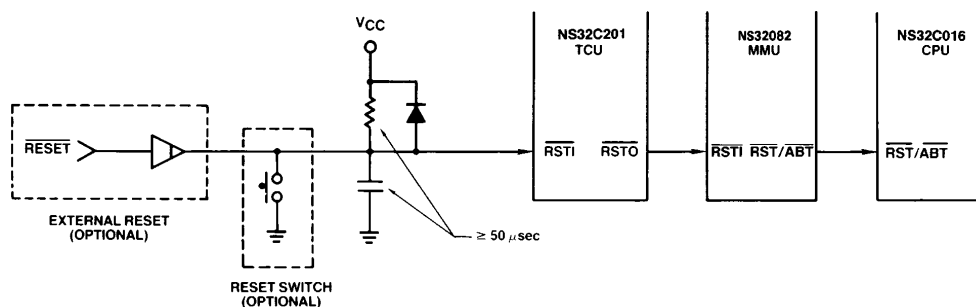 VCC
NS32C201
TCU
NS32082
MMU
NS32C016
CPU
RESET
RSTI
RSTO
RSTI
RST/ABT
RST/ABT
EXTERNAL RESET
(OPTIONAL)
≥ 50 μsec
RESET SWITCH
(OPTIONAL)